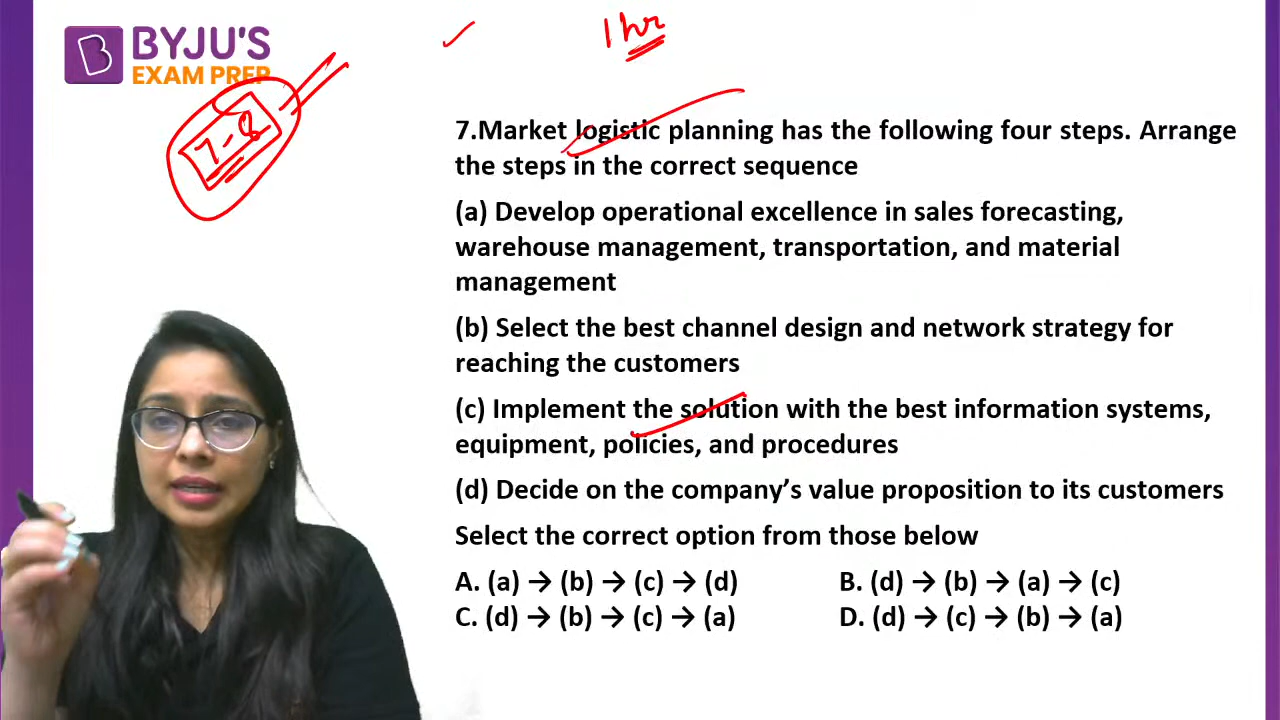 BYJU'S
EXAM PREP
1 hr
7-8
7.Market logistic planning has the following four steps. Arrange
the steps in the correct sequence
(a) Develop operational excellence in sales forecasting,
warehouse management, transportation, and material
management
(b) Select the best channel design and network strategy for
reaching the customers
(c) Implement the solution with the best information systems,
equipment, policies, and procedures
(d) Decide on the company’s value proposition to its customers
Select the correct option from those below
A. (a) → (b) → (c) → (d) B. (d) → (b) → (a) → (c)
C. (d) → (b) → (c) → (a) D. (d) → (c) → (b) → (a)